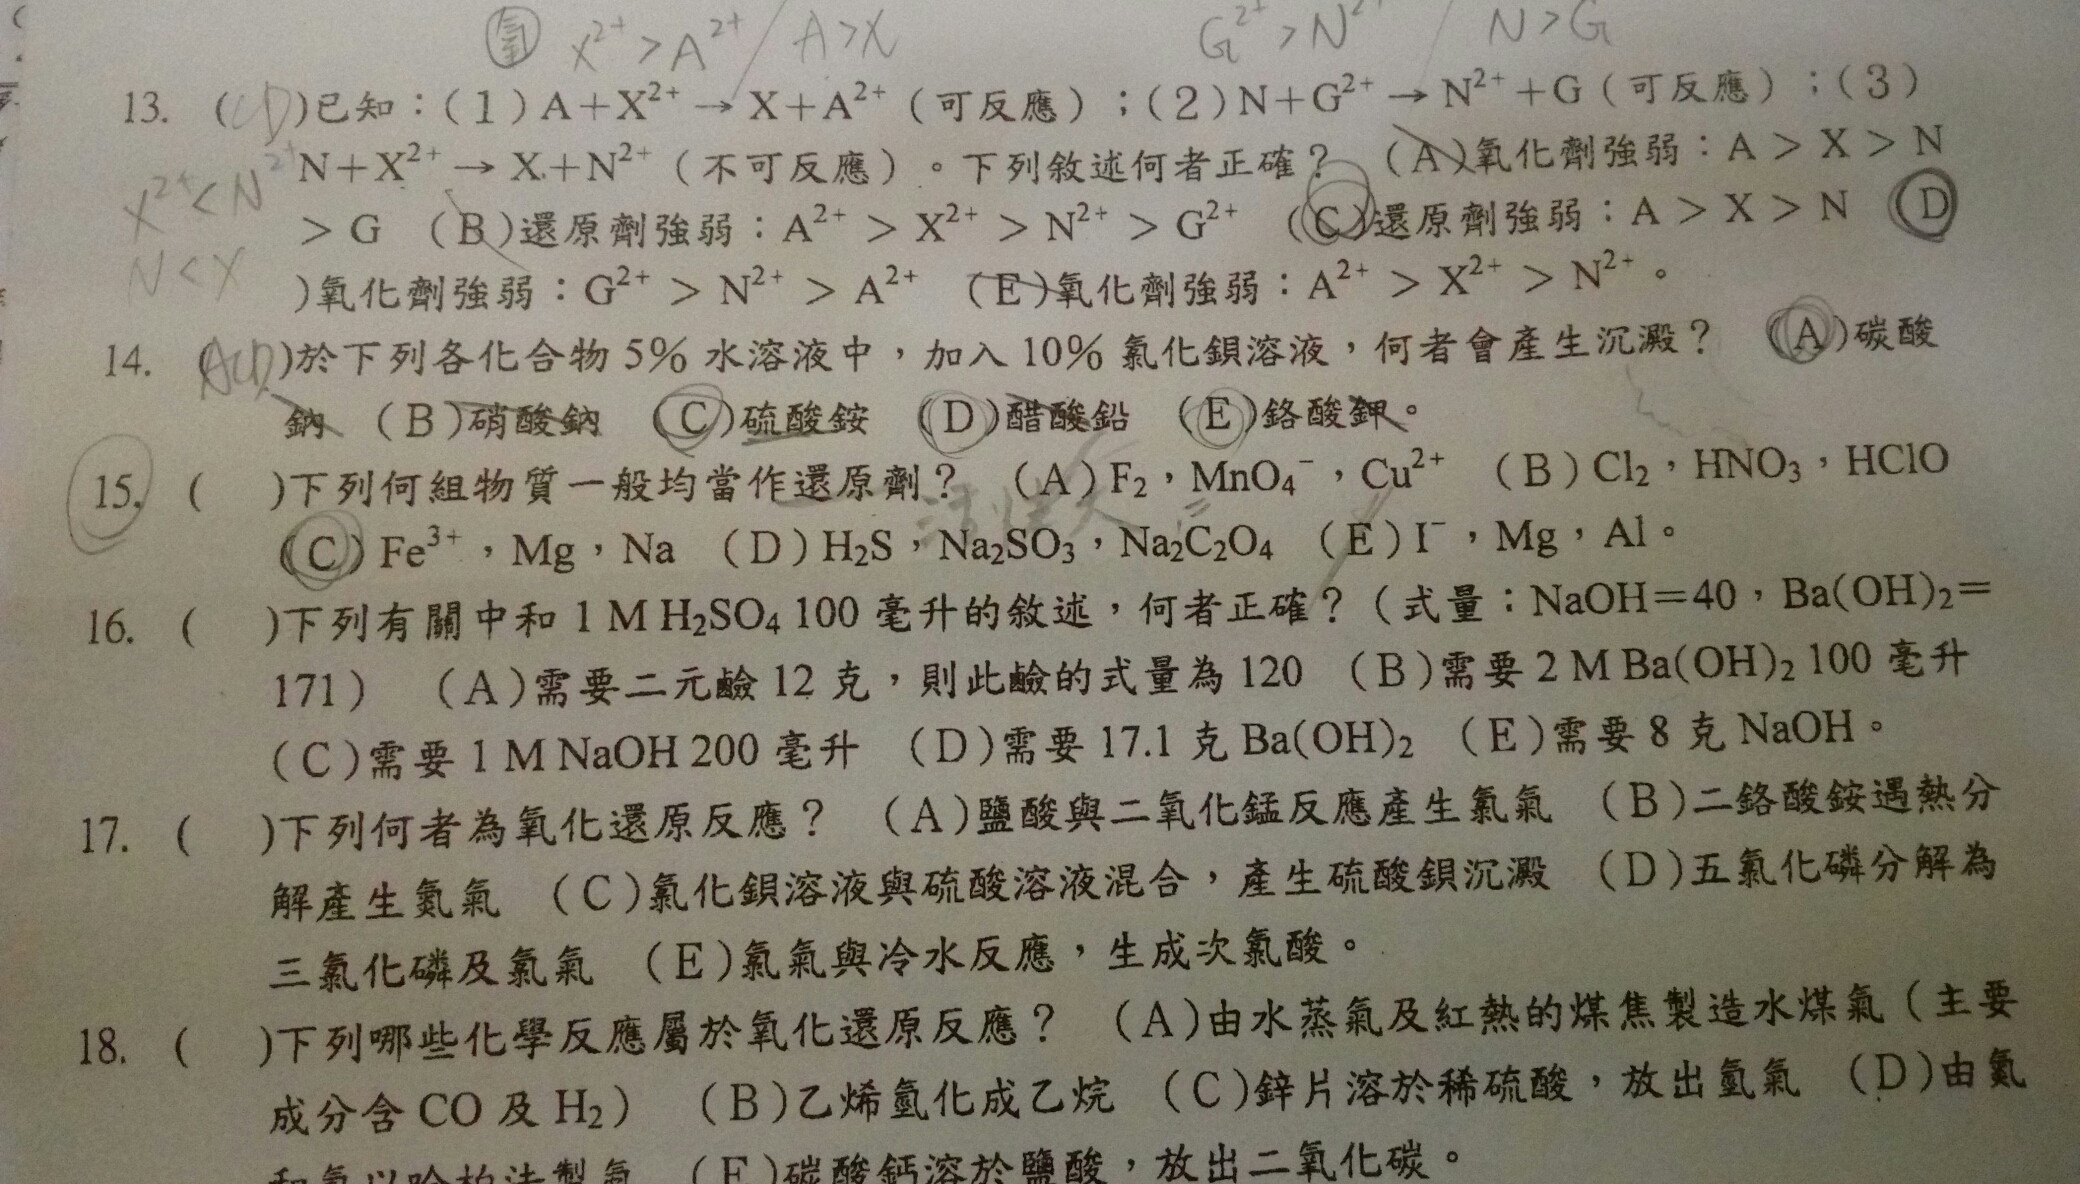 氧 X²⁺>A²⁺ / A>X G²⁺>N²⁺ / N>G
13. (CD)已知:(1)A+X²⁺→X+A²⁺(可反應);(2)N+G²⁺→N²⁺+G(可反應);(3)
N+X²⁺→X+N²⁺(不可反應)。下列敘述何者正確? (A)氧化劑強弱:A>X>N
X²⁺<N²⁺
>G (B)還原劑強弱:A²⁺>X²⁺>N²⁺>G²⁺ (C)還原劑強弱:A>X>N (D
N<X
)氧化劑強弱:G²⁺>N²⁺>A²⁺ (E)氧化劑強弱:A²⁺>X²⁺>N²⁺。
14. (ACD)於下列各化合物5%水溶液中,加入10%氯化鋇溶液,何者會產生沉澱? (A)碳酸
鈉 (B)硝酸鈉 (C)硫酸銨 (D)醋酸鉛 (E)鉻酸鉀。
15. ( )下列何組物質一般均當作還原劑? (A)F₂,MnO₄⁻,Cu²⁺ (B)Cl₂,HNO₃,HClO
(C)Fe³⁺,Mg,Na (D)H₂S,Na₂SO₃,Na₂C₂O₄ (E)I⁻,Mg,Al。
16. ( )下列有關中和1 M H₂SO₄ 100毫升的敘述,何者正確?(式量:NaOH=40,Ba(OH)₂=
171) (A)需要二元鹼12克,則此鹼的式量為120 (B)需要2 M Ba(OH)₂ 100毫升
(C)需要1 M NaOH 200毫升 (D)需要17.1克Ba(OH)₂ (E)需要8克NaOH。
17. ( )下列何者為氧化還原反應? (A)鹽酸與二氧化錳反應產生氯氣 (B)二鉻酸銨遇熱分
解產生氮氣 (C)氯化鋇溶液與硫酸溶液混合,產生硫酸鋇沉澱 (D)五氯化磷分解為
三氯化磷及氯氣 (E)氯氣與冷水反應,生成次氯酸。
18. ( )下列哪些化學反應屬於氧化還原反應? (A)由水蒸氣及紅熱的煤焦製造水煤氣(主要
成分含CO及H₂) (B)乙烯氫化成乙烷 (C)鋅片溶於稀硫酸,放出氫氣 (D)由氮
(E)碳酸鈣溶於鹽酸,放出二氧化碳。